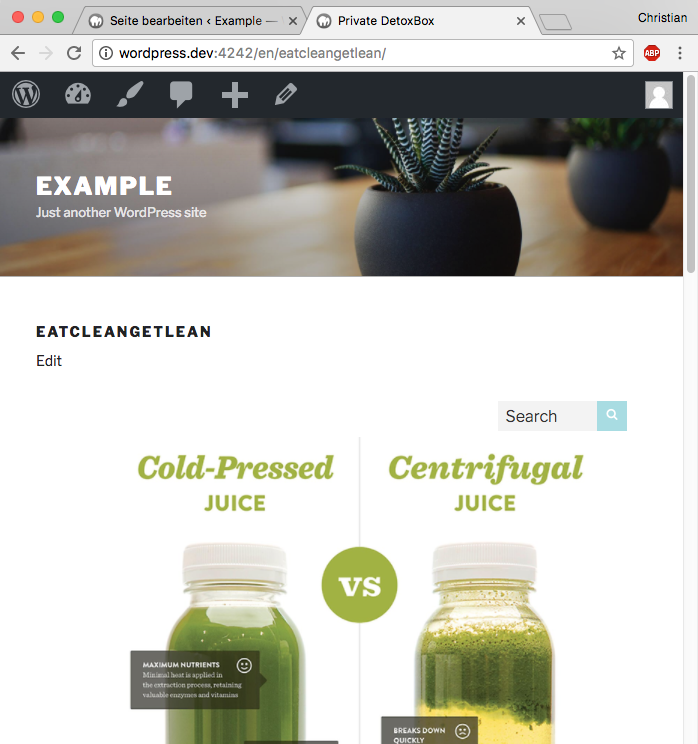 Seite bearbeiten ‹ Example —
Private DetoxBox
Christian
wordpress.dev:4242/en/eatcleangetlean/
ABP
EXAMPLE
Just another WordPress site
EATCLEANGETLEAN
Edit
Search
Cold-Pressed
JUICE
Centrifugal
JUICE
VS
MAXIMUM NUTRIENTS
Minimal heat is applied in
the extraction process, retaining
valuable enzymes and vitamins
BREAKS DOWN
QUICKLY